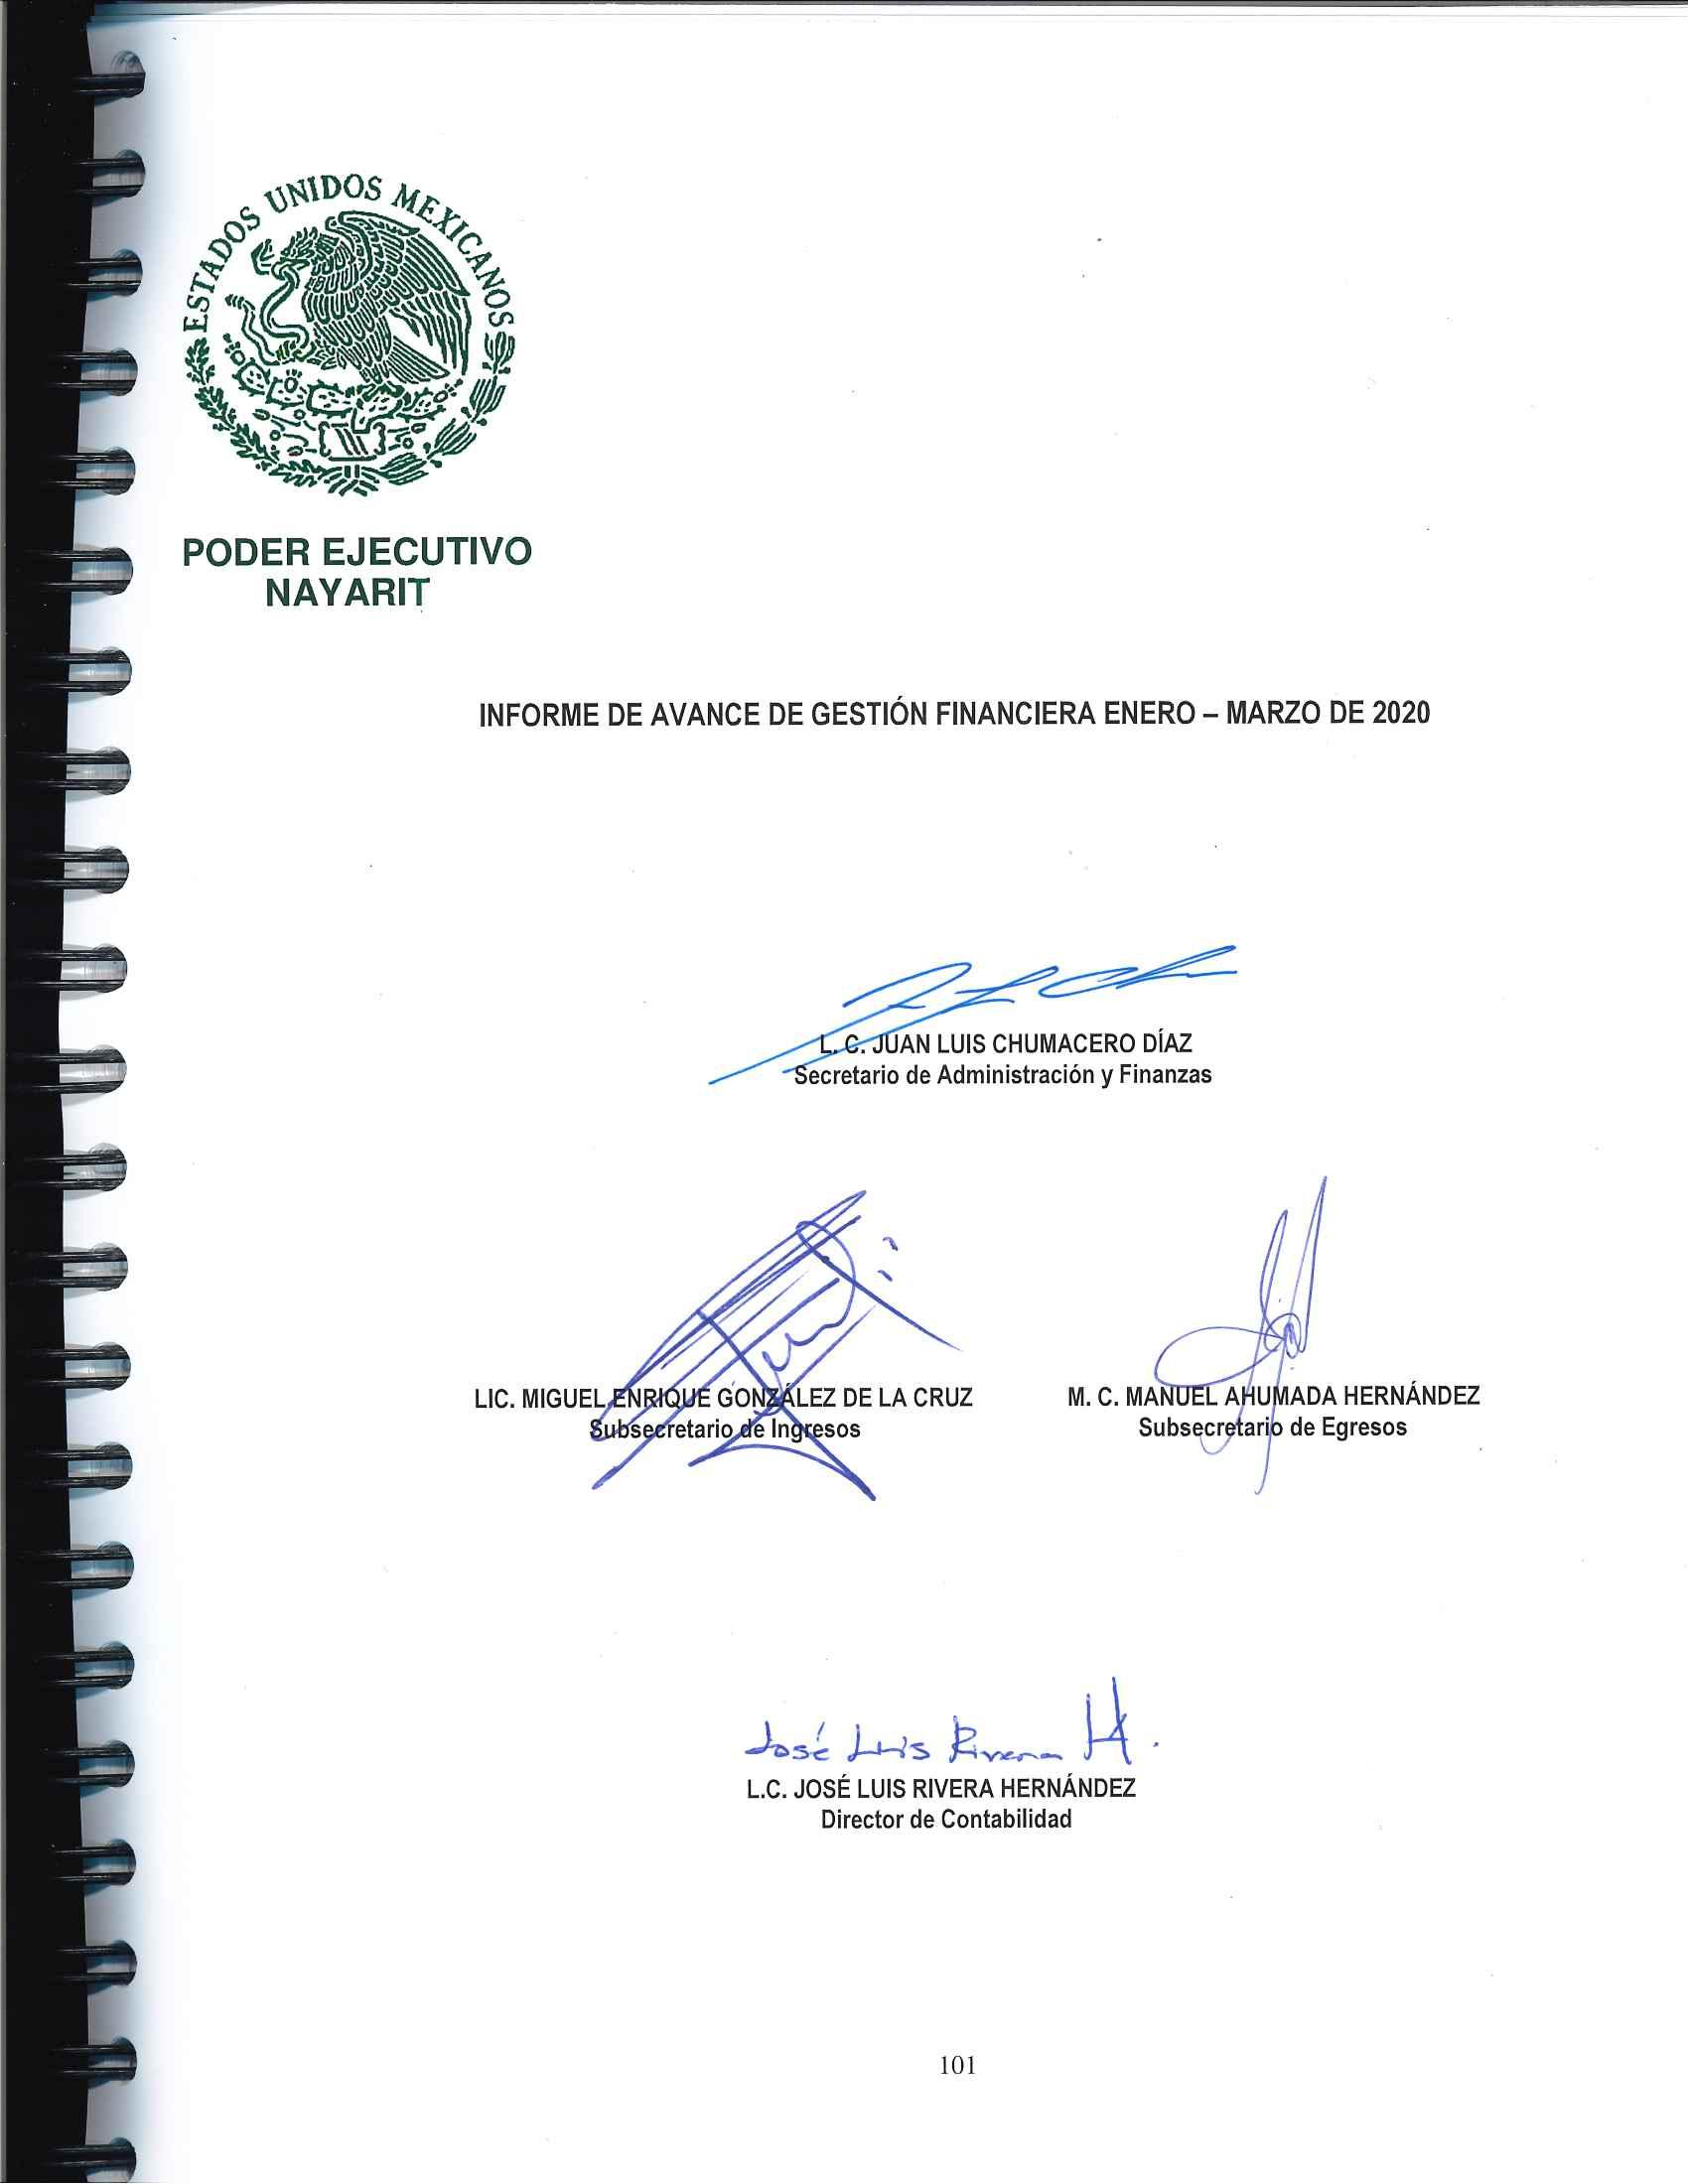 ESTADOS UNIDOS MEXICANOS
PODER EJECUTIVO
NAYARIT
INFORME DE AVANCE DE GESTIÓN FINANCIERA ENERO – MARZO DE 2020
L. C. JUAN LUIS CHUMACERO DÍAZ
Secretario de Administración y Finanzas
LIC. MIGUEL ENRIQUE GONZÁLEZ DE LA CRUZ
Subsecretario de Ingresos
M. C. MANUEL AHUMADA HERNÁNDEZ
Subsecretario de Egresos
José Luis Rivera H.
L.C. JOSÉ LUIS RIVERA HERNÁNDEZ
Director de Contabilidad
101